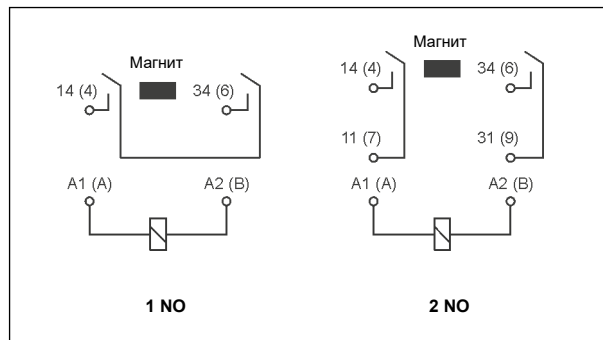 Магнит
14 (4)
34 (6)
A1 (A)
A2 (B)
1 NO
Магнит
14 (4)
34 (6)
11 (7)
31 (9)
A1 (A)
A2 (B)
2 NO